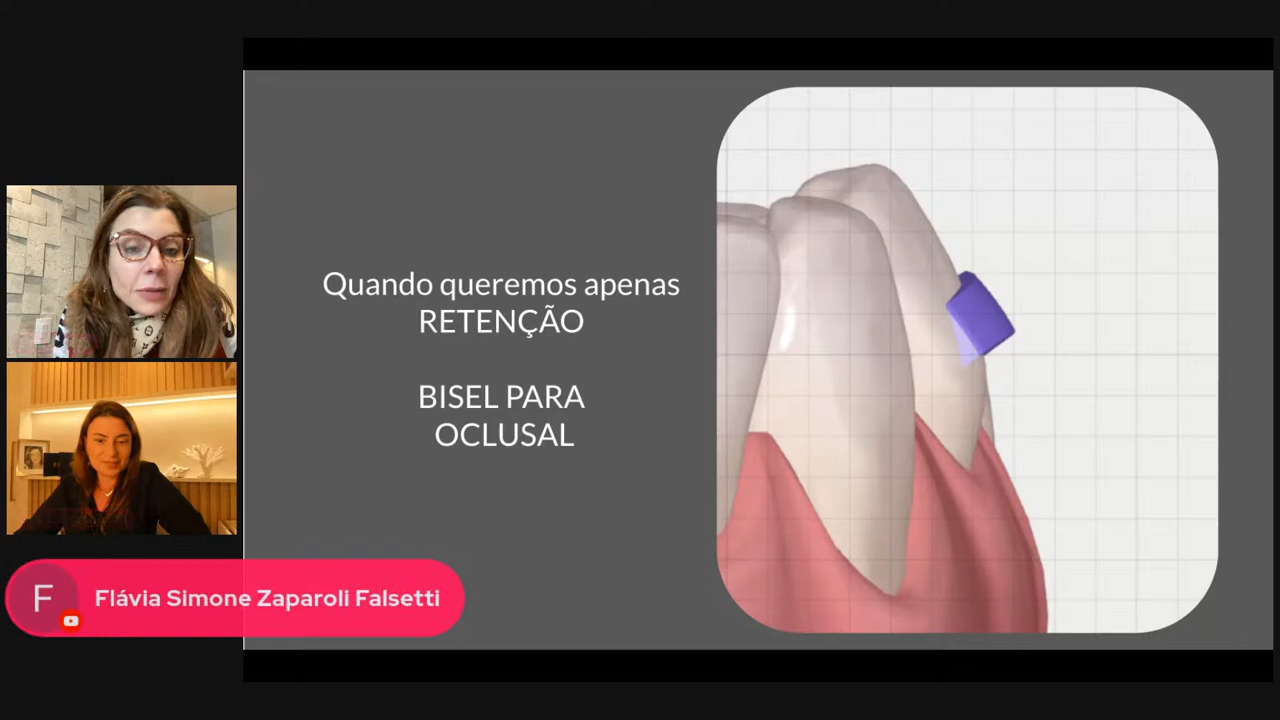 Quando queremos apenas
RETENÇÃO
BISEL PARA
OCLUSAL
F
Flávia Simone Zaparoli Falsetti